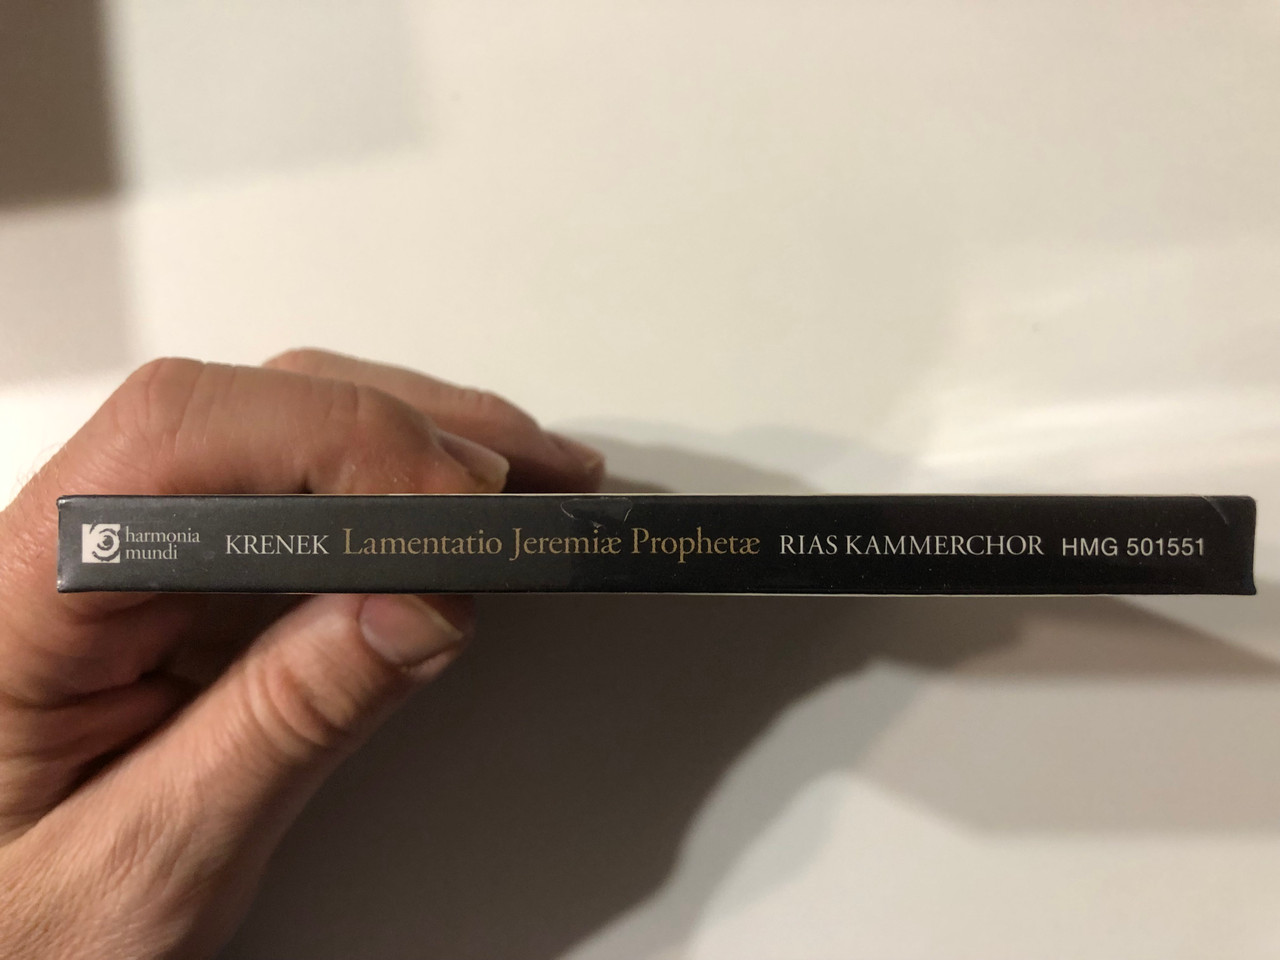 harmonia
mundi
KRENEK Lamentatio Jeremiæ Prophetæ RIAS KAMMERCHOR HMG 501551